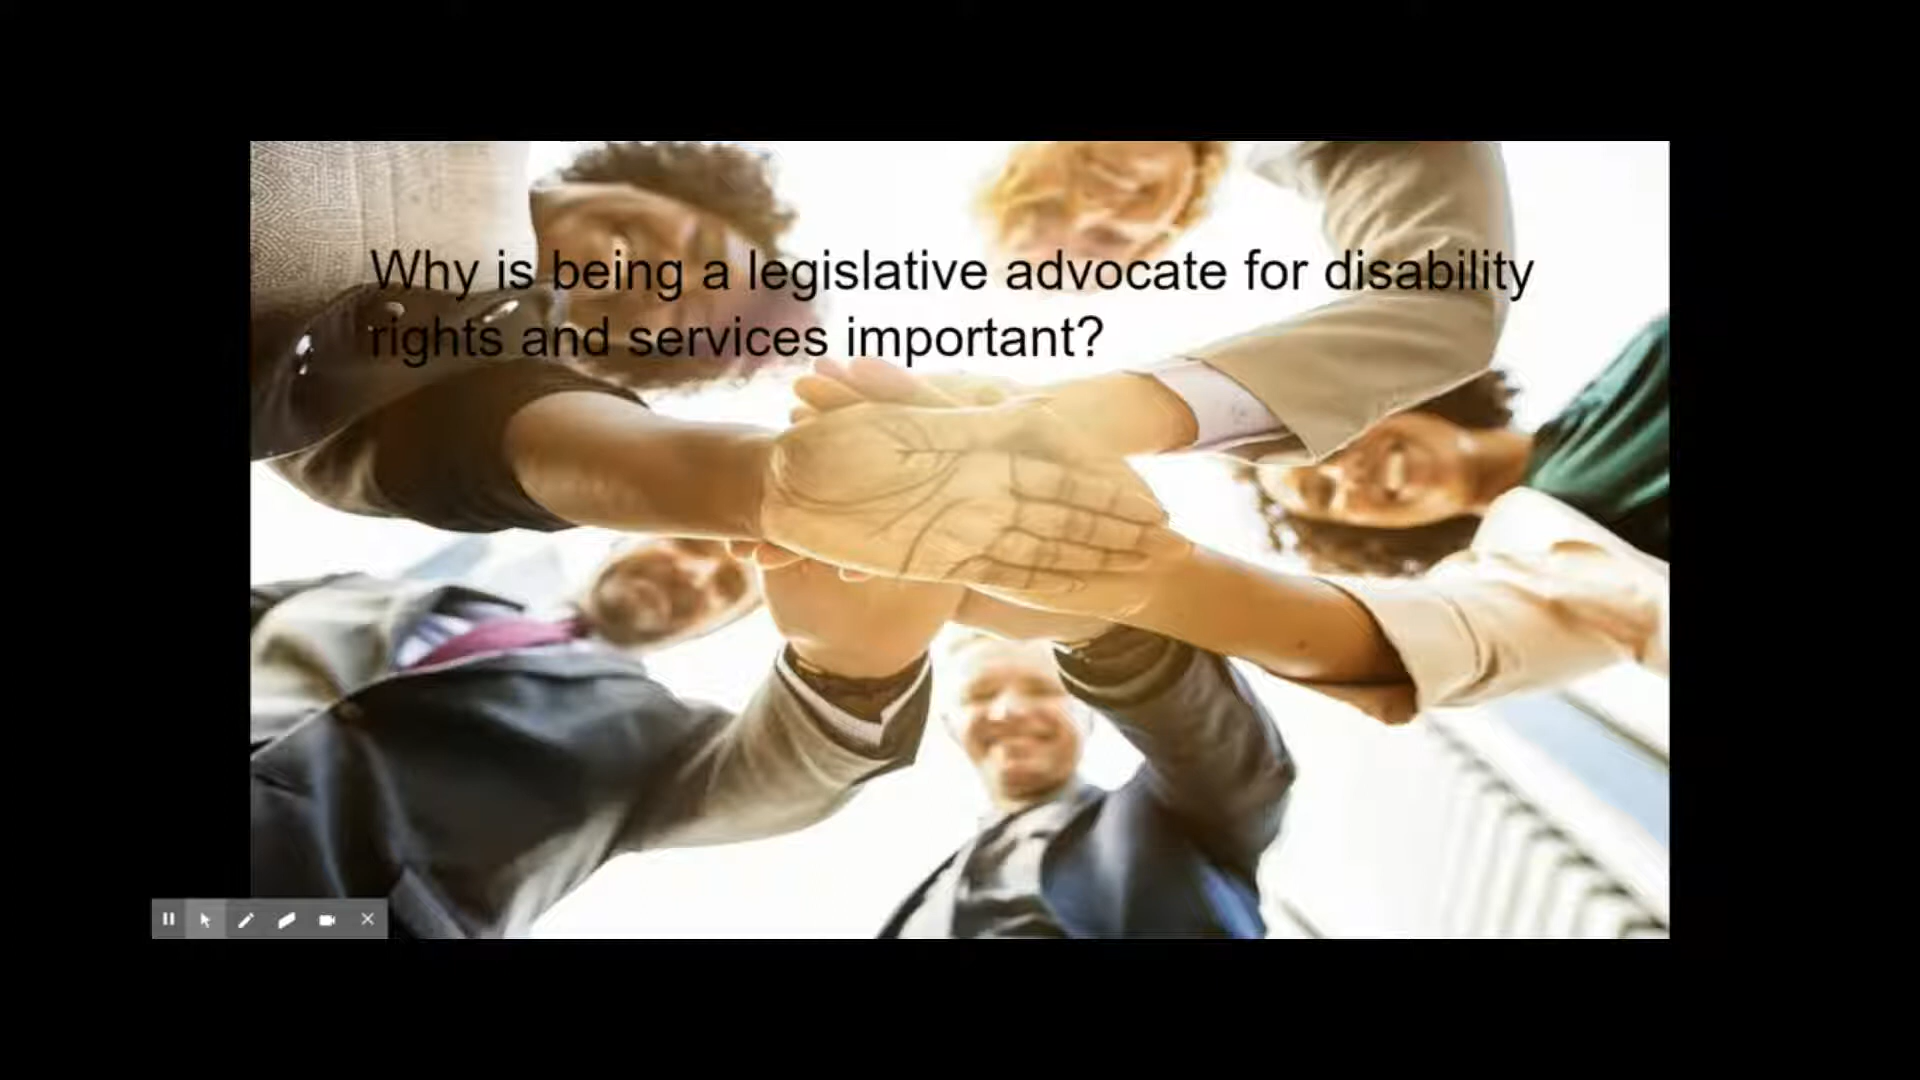 Why is being a legislative advocate for disability
rights and services important?